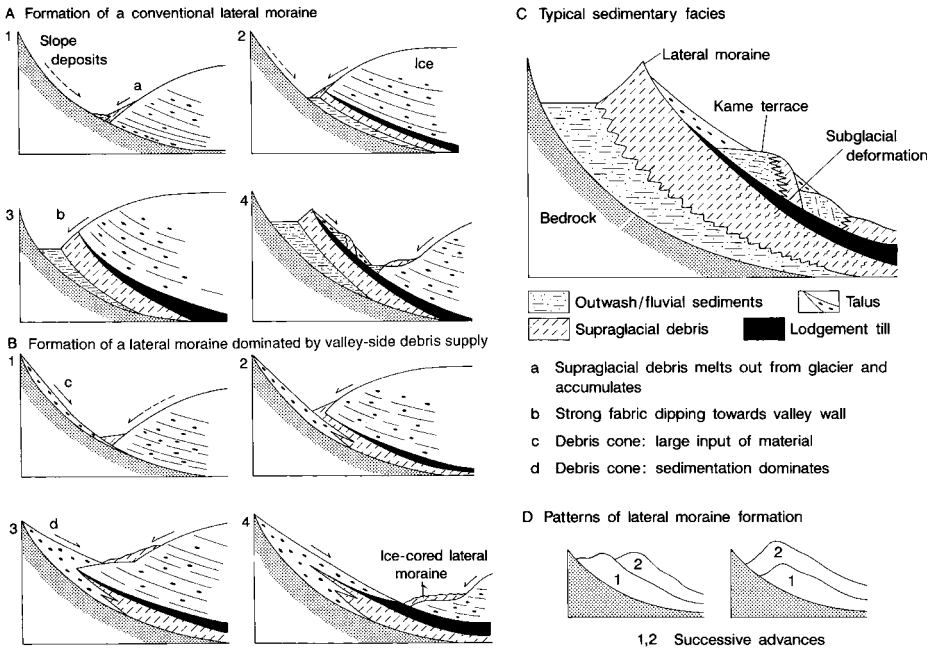 A Formation of a conventional lateral moraine
1
Slope
deposits
a
2
Ice
3
b
4
B Formation of a lateral moraine dominated by valley-side debris supply
1
c
2
3
d
4
Ice-cored lateral
moraine
C Typical sedimentary facies
Lateral moraine
Kame terrace
Subglacial
deformation
Bedrock
Outwash/fluvial sediments
Talus
Supraglacial debris
Lodgement till
a Supraglacial debris melts out from glacier and
accumulates
b Strong fabric dipping towards valley wall
c Debris cone: large input of material
d Debris cone: sedimentation dominates
D Patterns of lateral moraine formation
1
2
2
1
1,2 Successive advances